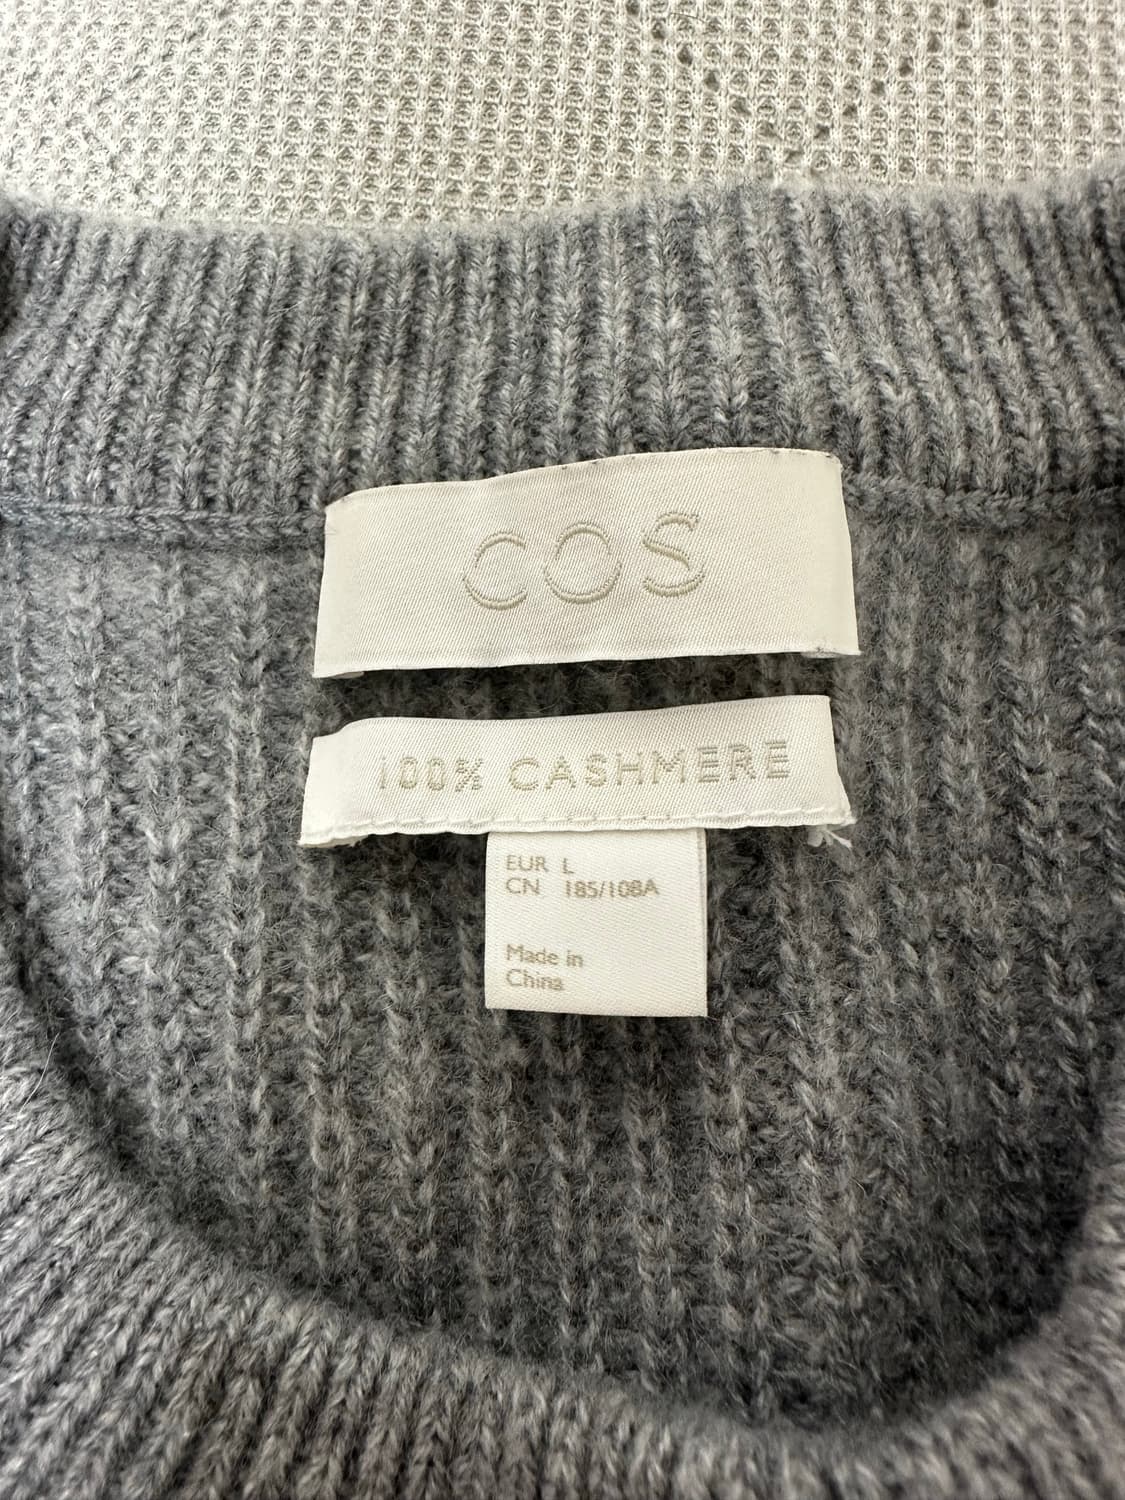 COS
100% CASHMERE
EUR L
CN 185/108A
Made in
China